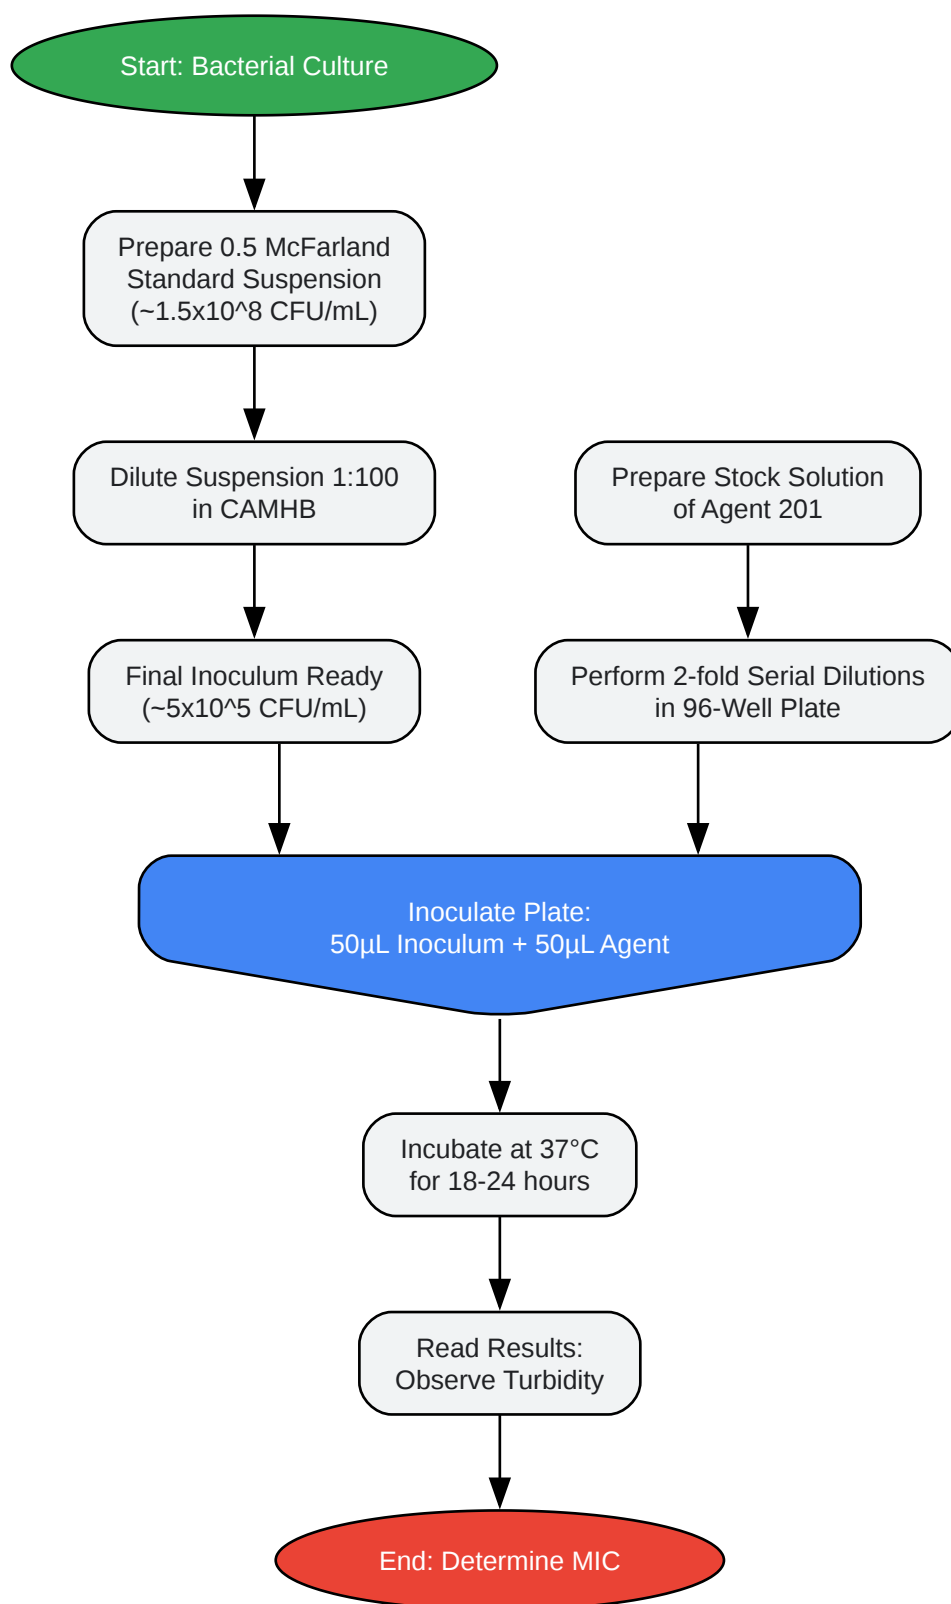 Start: Bacterial Culture
Prepare 0.5 McFarland
Standard Suspension
(~1.5x10^8 CFU/mL)
Dilute Suspension 1:100
in CAMHB
Prepare Stock Solution
of Agent 201
Final Inoculum Ready
(~5x10^5 CFU/mL)
Perform 2-fold Serial Dilutions
in 96-Well Plate
Inoculate Plate:
50µL Inoculum + 50µL Agent
Incubate at 37°C
for 18-24 hours
Read Results:
Observe Turbidity
End: Determine MIC